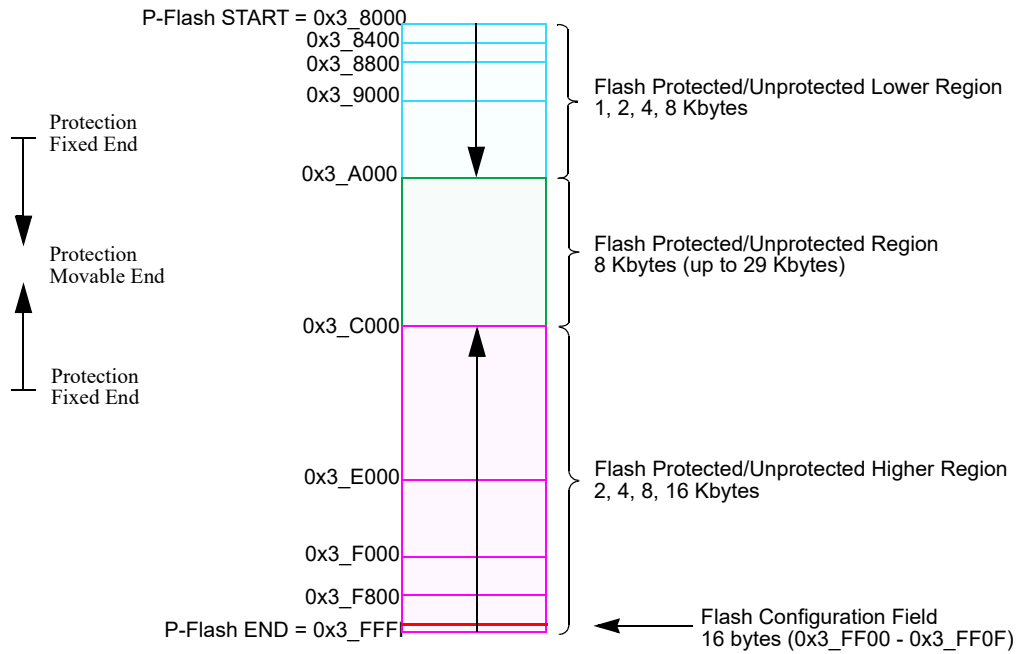 P-Flash START = 0x3_8000
0x3_8400
0x3_8800
0x3_9000
Flash Protected/Unprotected Lower Region
1, 2, 4, 8 Kbytes
Protection
Fixed End
0x3_A000
Protection
Movable End
Flash Protected/Unprotected Region
8 Kbytes (up to 29 Kbytes)
0x3_C000
Protection
Fixed End
0x3_E000
Flash Protected/Unprotected Higher Region
2, 4, 8, 16 Kbytes
0x3_F000
0x3_F800
P-Flash END = 0x3_FFF
Flash Configuration Field
16 bytes (0x3_FF00 - 0x3_FF0F)